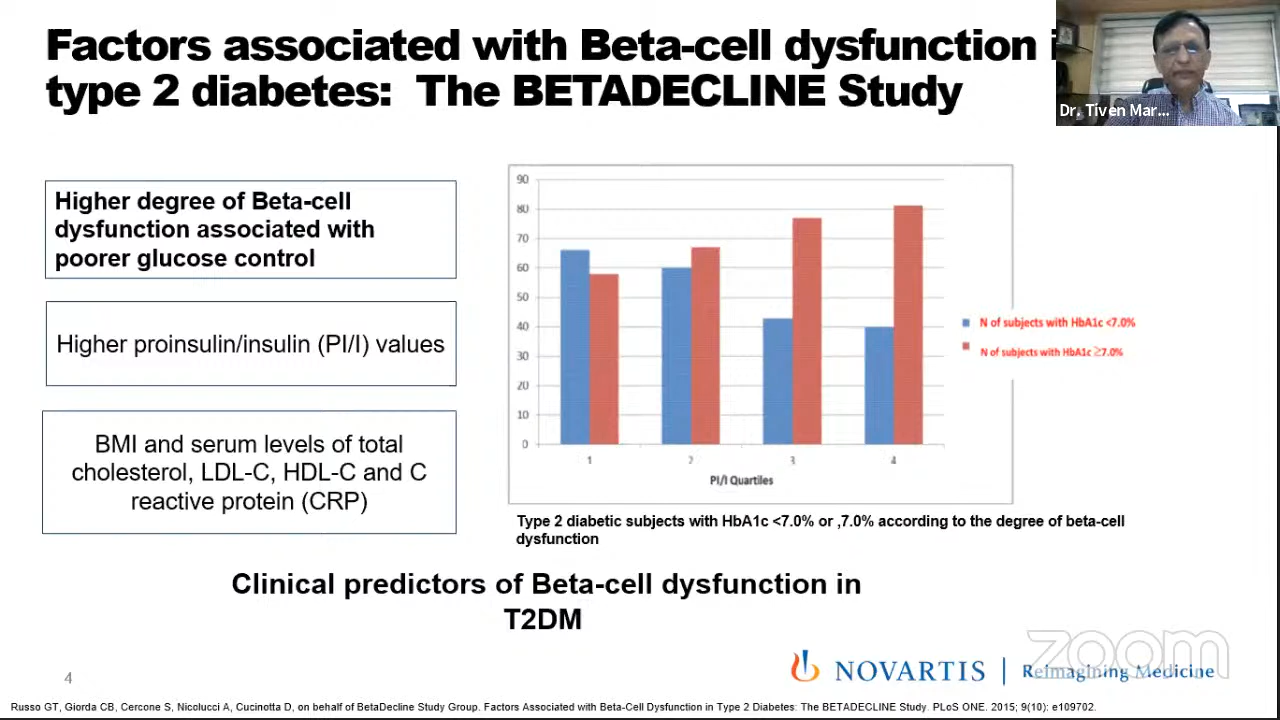 Factors associated with Beta-cell dysfunction i
type 2 diabetes: The BETADECLINE Study
Dr. Tiven Mar...
Higher degree of Beta-cell
dysfunction associated with
poorer glucose control
Higher proinsulin/insulin (PI/I) values
BMI and serum levels of total
cholesterol, LDL-C, HDL-C and C
reactive protein (CRP)
90
80
70
60
50
40
30
20
10
0
1 2 3 4
PI/I Quartiles
N of subjects with HbA1c <7.0%
N of subjects with HbA1c ≥7.0%
Type 2 diabetic subjects with HbA1c <7.0% or ,7.0% according to the degree of beta-cell
dysfunction
Clinical predictors of Beta-cell dysfunction in
T2DM
zoom
NOVARTIS | Reimagining Medicine
4
Russo GT, Giorda CB, Cercone S, Nicolucci A, Cucinotta D, on behalf of BetaDecline Study Group. Factors Associated with Beta-Cell Dysfunction in Type 2 Diabetes: The BETADECLINE Study. PLoS ONE. 2015; 9(10): e109702.